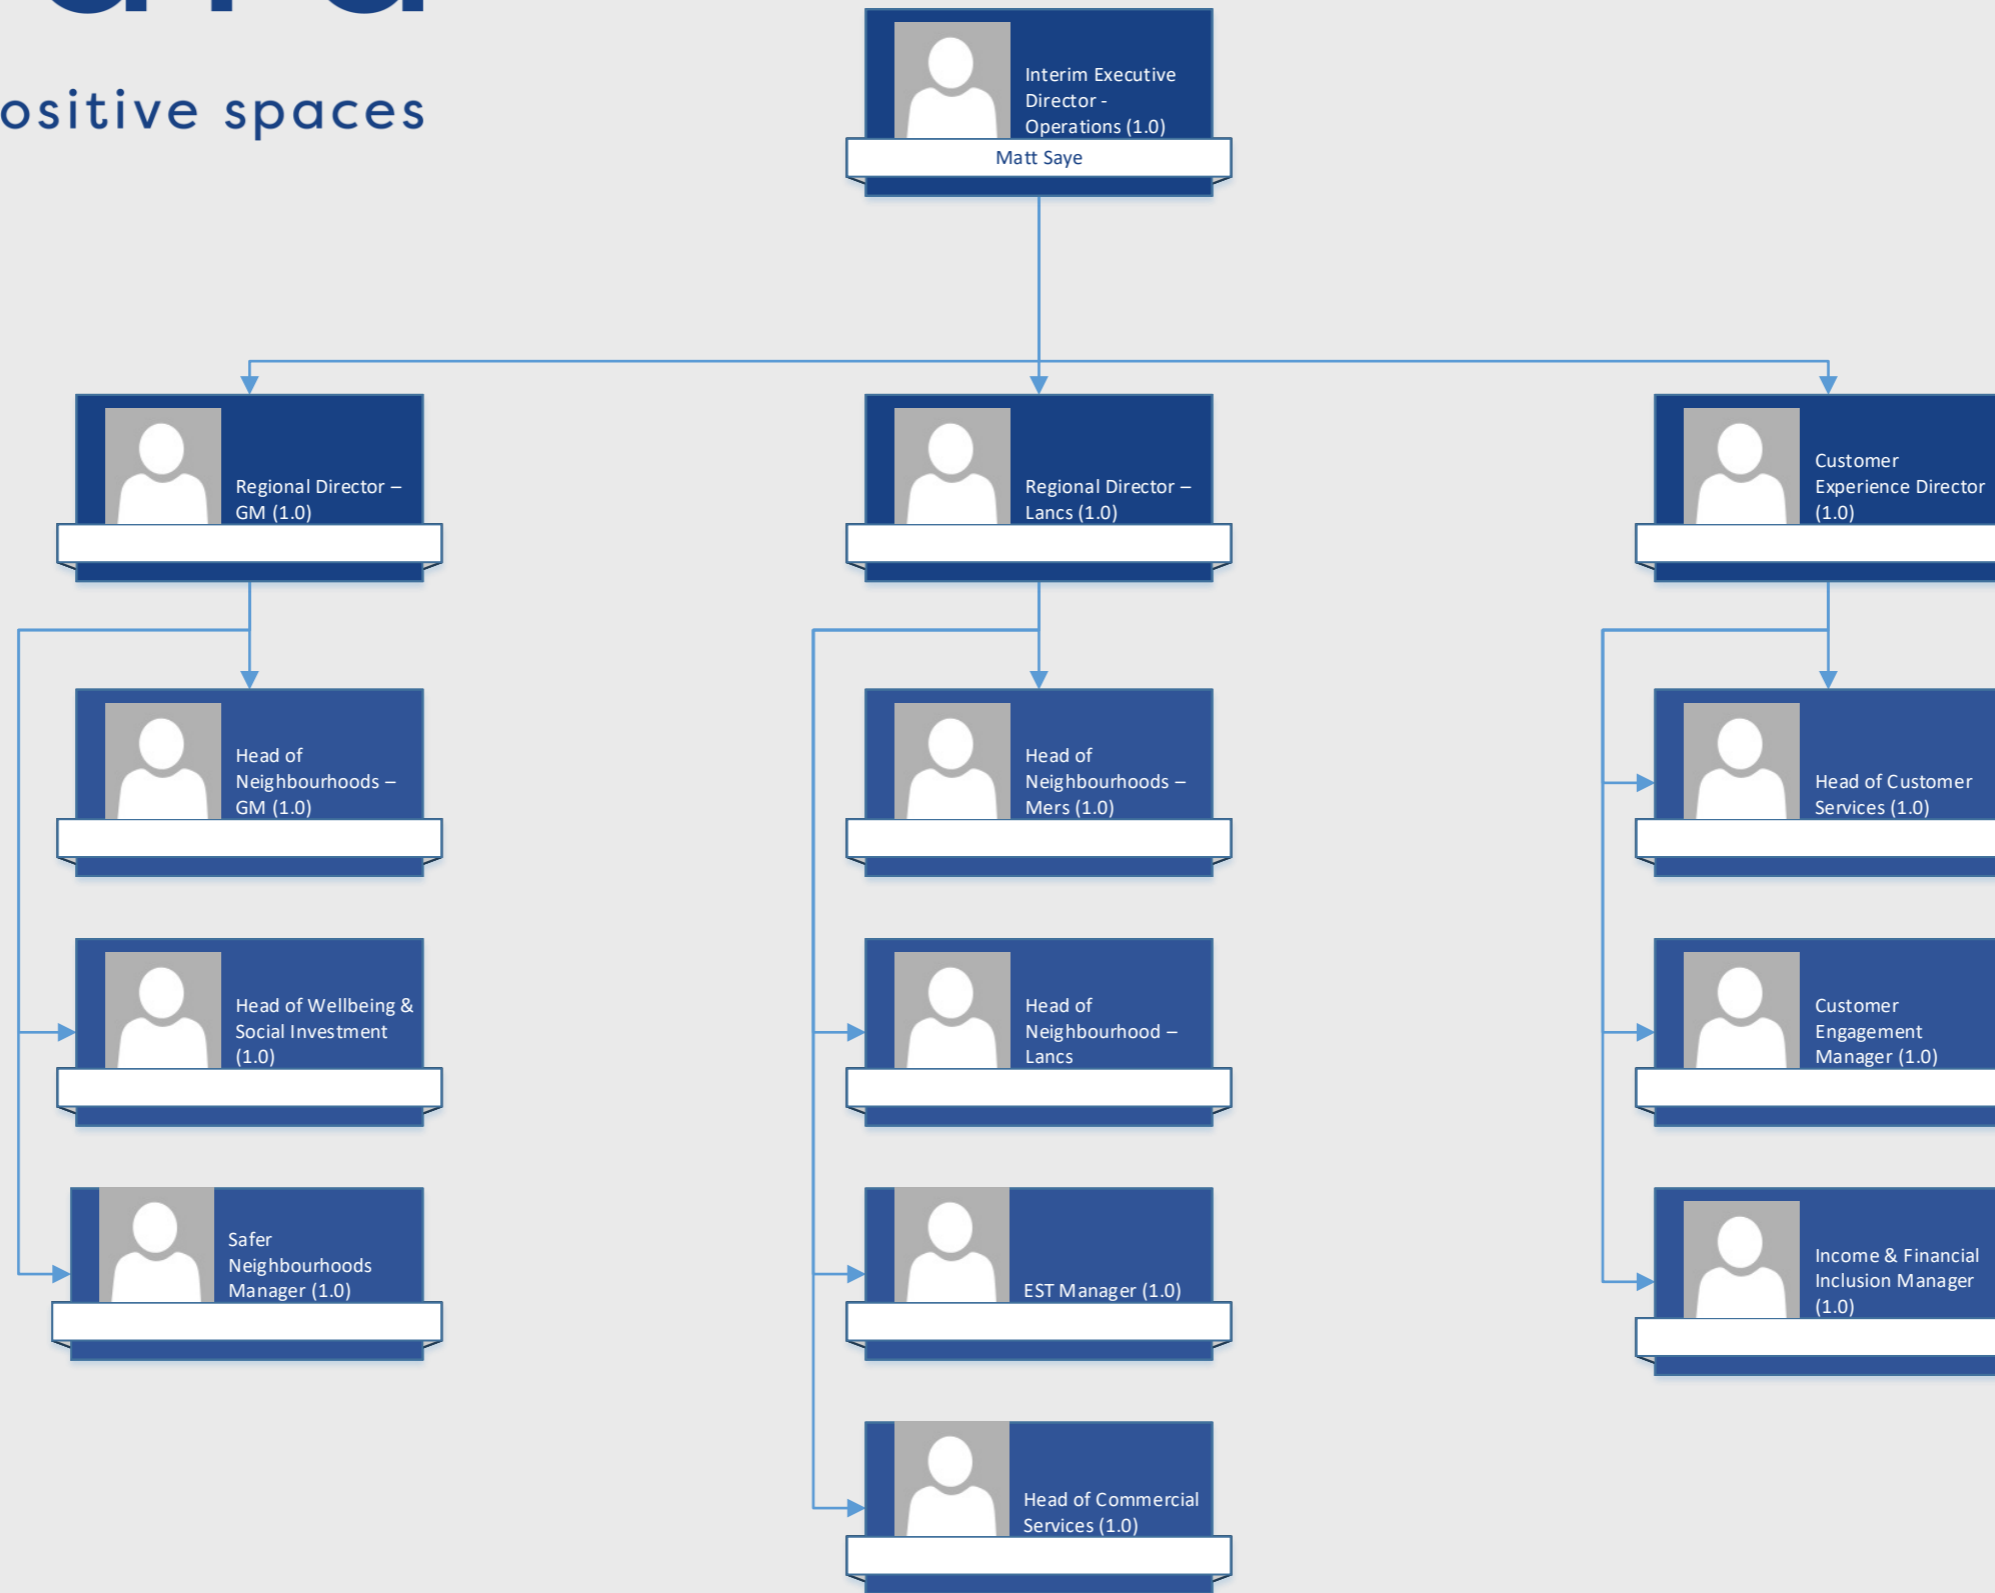 ositive spaces
Interim Executive
Director -
Operations (1.0)
Matt Saye
Regional Director –
GM (1.0)
Regional Director –
Lancs (1.0)
Customer
Experience Director
(1.0)
Head of
Neighbourhoods –
GM (1.0)
Head of
Neighbourhoods –
Mers (1.0)
Head of Customer
Services (1.0)
Head of Wellbeing &
Social Investment
(1.0)
Head of
Neighbourhood –
Lancs
Customer
Engagement
Manager (1.0)
Safer
Neighbourhoods
Manager (1.0)
EST Manager (1.0)
Income & Financial
Inclusion Manager
(1.0)
Head of Commercial
Services (1.0)